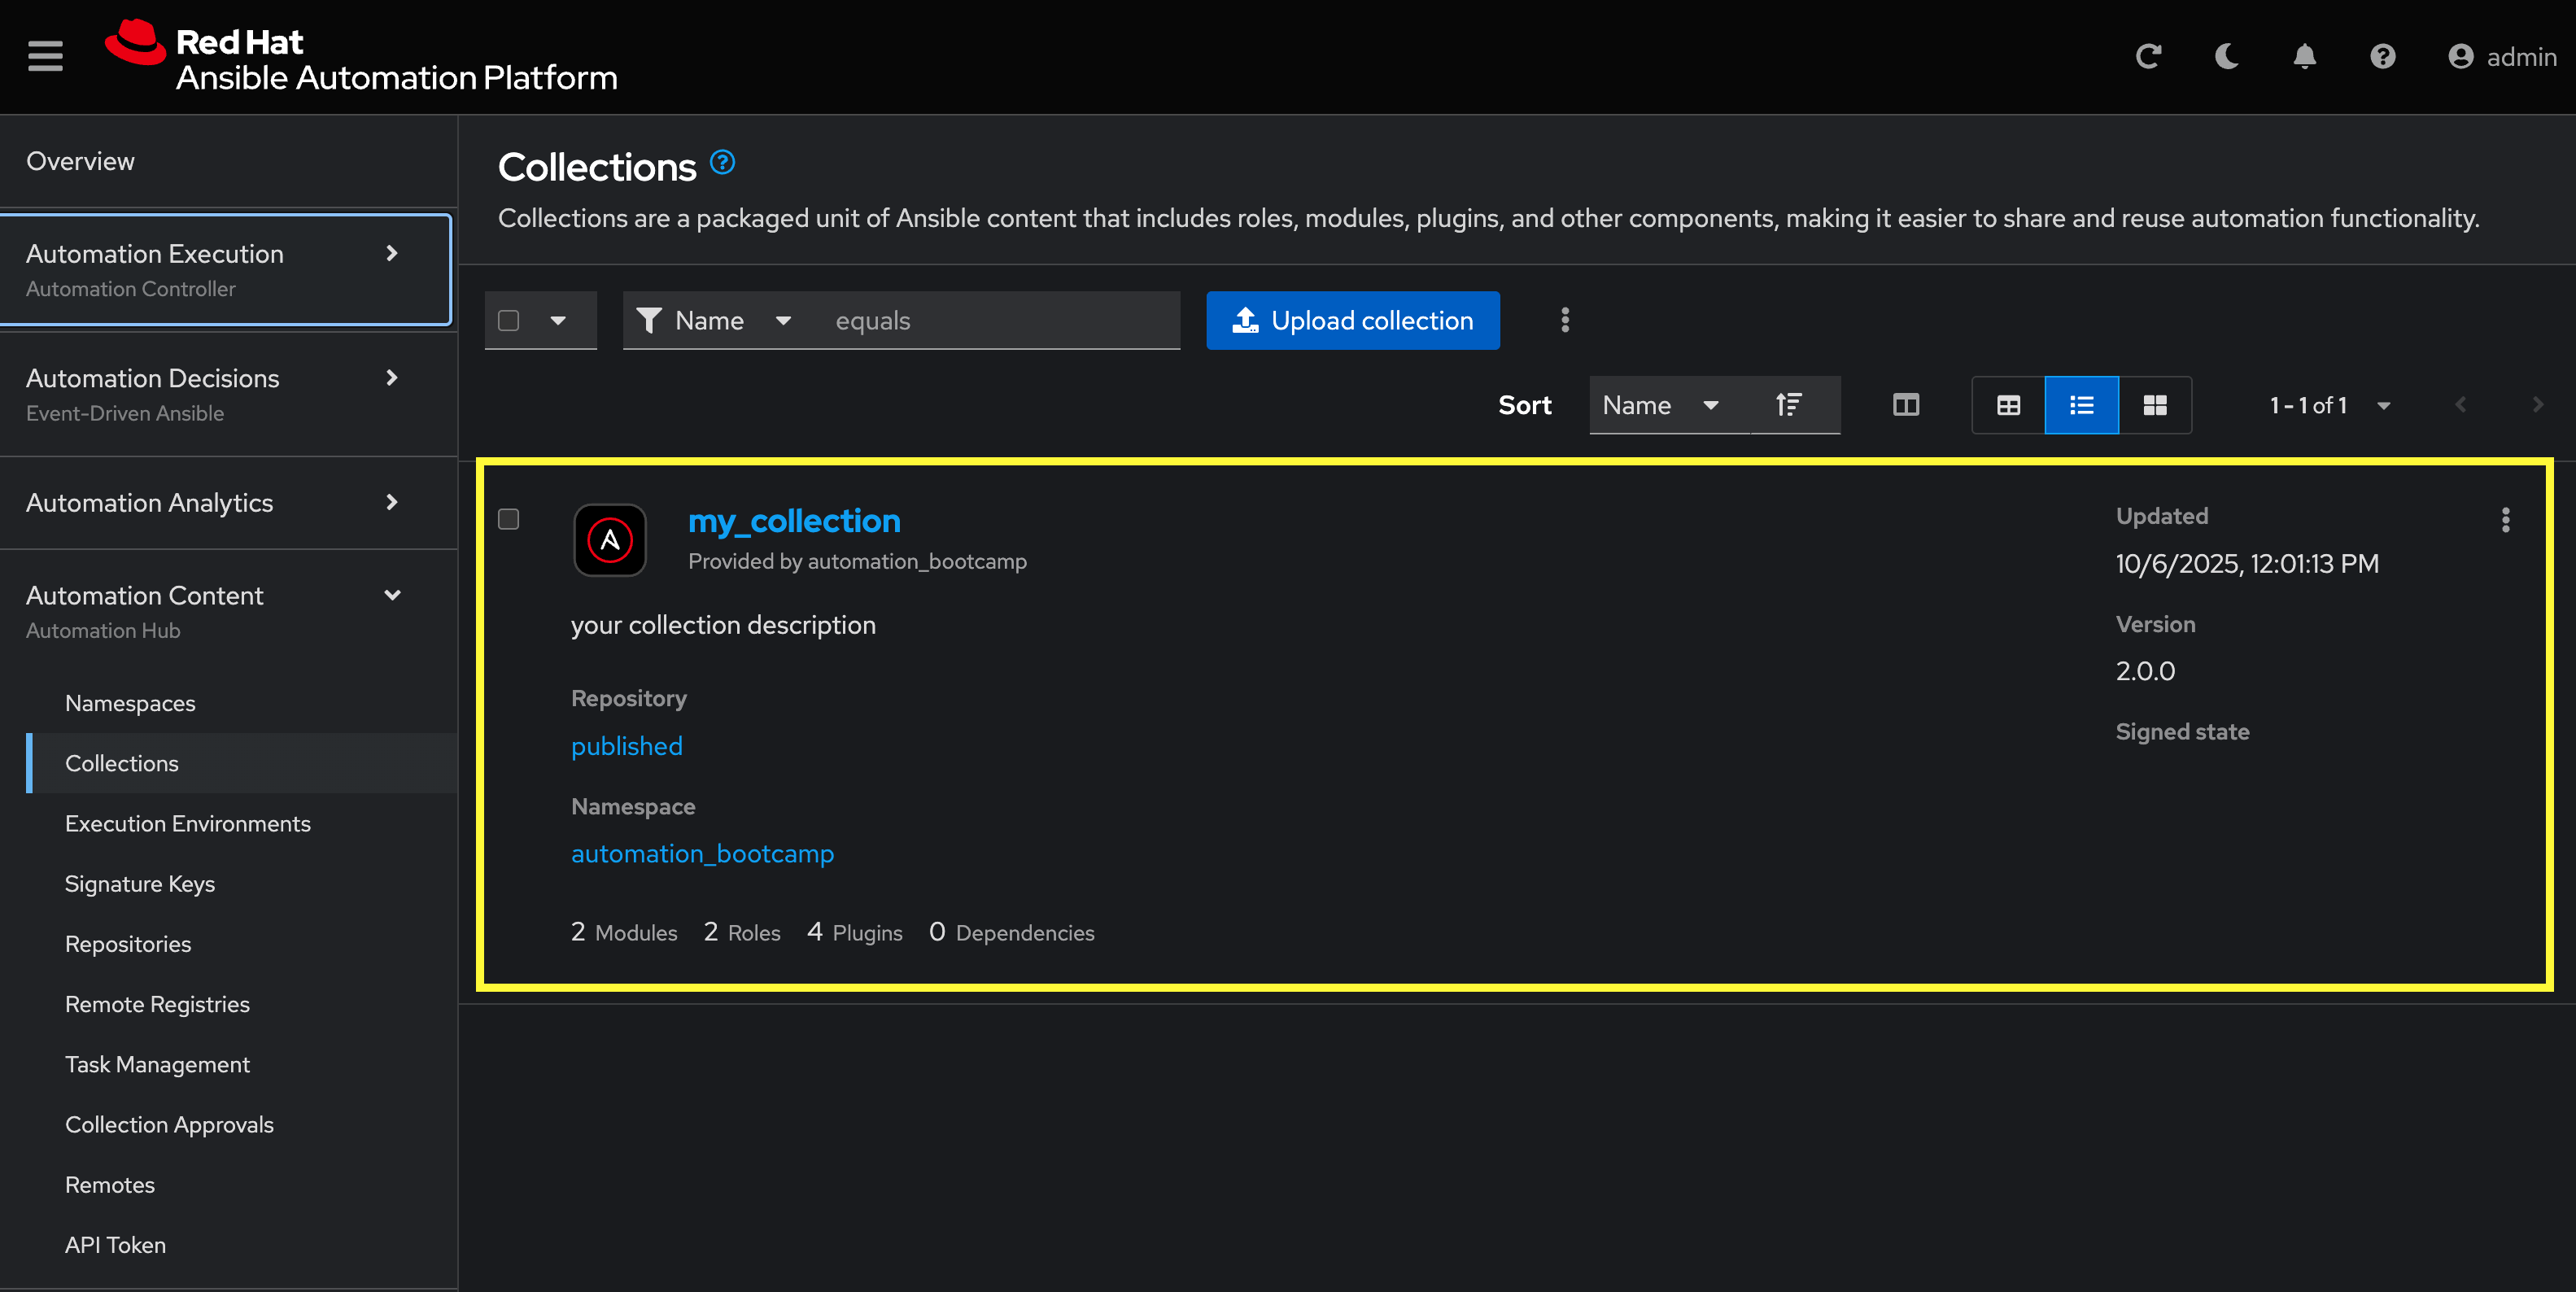 Red Hat
Ansible Automation Platform
admin
Overview
Automation Execution
Automation Controller
Automation Decisions
Event-Driven Ansible
Automation Analytics
Automation Content
Automation Hub
Namespaces
Collections
Execution Environments
Signature Keys
Repositories
Remote Registries
Task Management
Collection Approvals
Remotes
API Token
Collections
Collections are a packaged unit of Ansible content that includes roles, modules, plugins, and other components, making it easier to share and reuse automation functionality.
Name equals Upload collection
Sort Name 1 - 1 of 1
my_collection
Provided by automation_bootcamp
your collection description
Repository
published
Namespace
automation_bootcamp
2 Modules 2 Roles 4 Plugins 0 Dependencies
Updated
10/6/2025, 12:01:13 PM
Version
2.0.0
Signed state